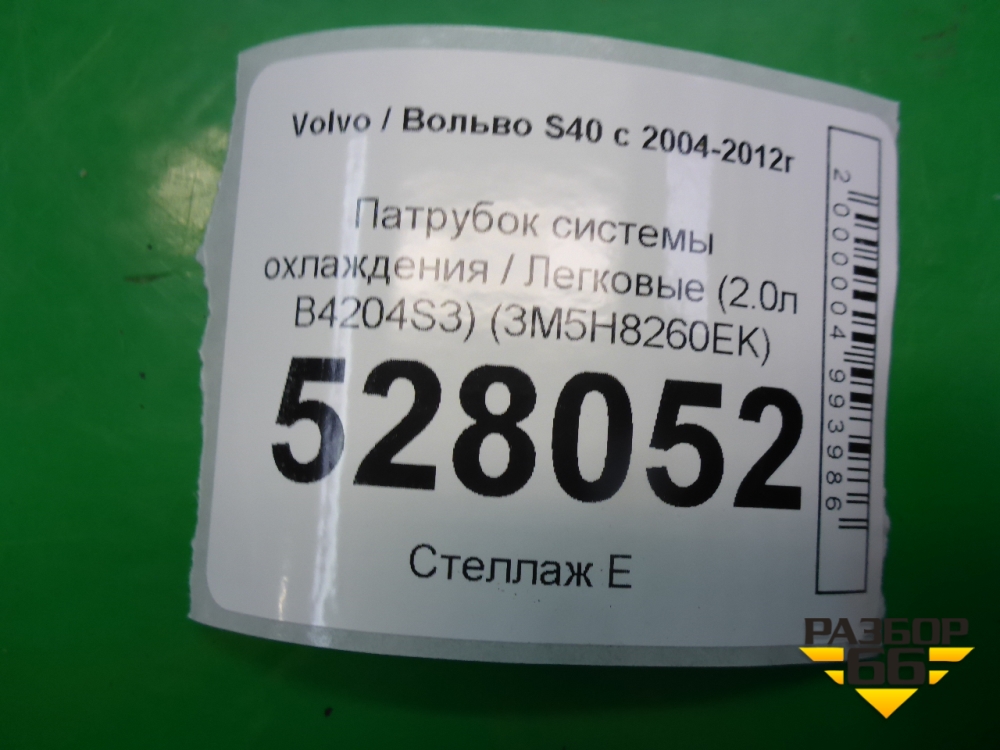 Volvo / Вольво S40 с 2004-2012г
Патрубок системы
охлаждения / Легковые (2.0л
B4204S3) (3M5H8260EK)
528052
Стеллаж Е
2000004993986
РАЗБОР
66